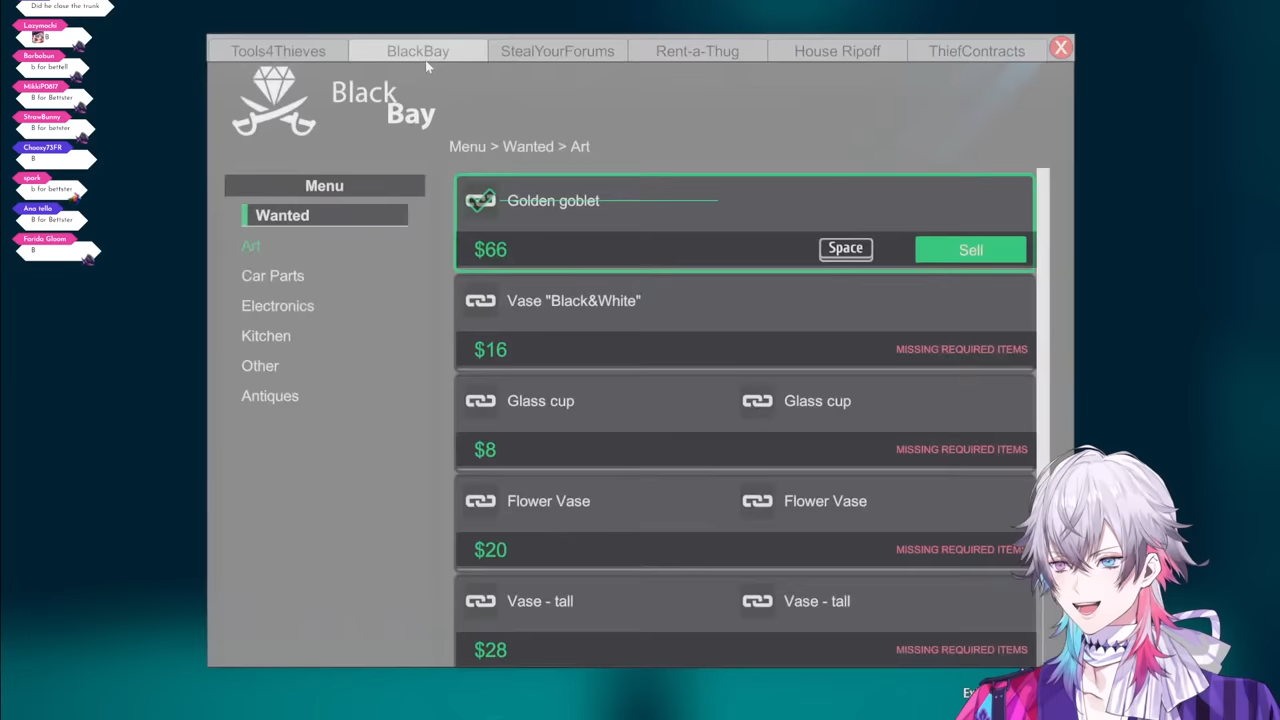 Did he close the trunk
Lazymochi
B
Barbabun
b for bettell
MikkiP0817
B for Bettster
StrawBunny
B for betster
Chooxy73FR
B
spark
b for bettster
Ana tello
B for Bettster
Farida Gloom
B
Tools4Thieves
BlackBay
StealYourForums
Rent-a-Thug
House Ripoff
ThiefContracts
X
Black
Bay
Menu > Wanted > Art
Menu
Wanted
Art
Car Parts
Electronics
Kitchen
Other
Antiques
Golden goblet
$66
Space
Sell
Vase "Black&White"
$16
MISSING REQUIRED ITEMS
Glass cup
Glass cup
$8
MISSING REQUIRED ITEMS
Flower Vase
Flower Vase
$20
MISSING REQUIRED ITEMS
Vase - tall
Vase - tall
$28
MISSING REQUIRED ITEMS